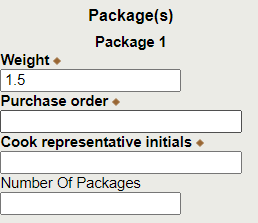 Package(s)
Package 1
Weight
1.5
Purchase order
Cook representative initials
Number Of Packages